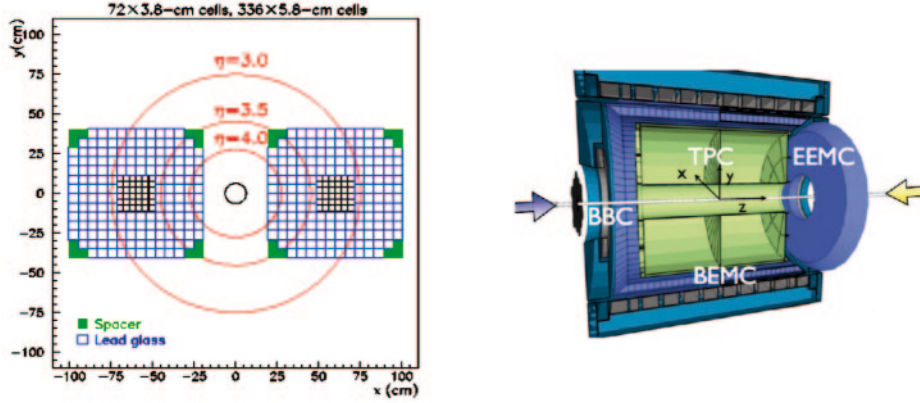 72×3.8-cm cells, 336×5.8-cm cells
y(cm)
100
75
50
25
0
-25
-50
-75
-100
η=3.0
η=3.5
η=4.0
Spacer
Lead glass
-100 -75 -50 -25 0 25 50 75 100
x (cm)
TPC
EEMC
x
y
z
BBC
BEMC